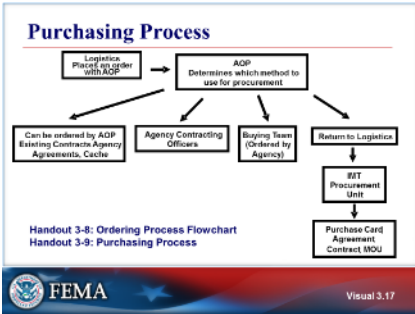 Purchasing Process
Logistics
Places an order
with AOP
AOP
Determines which method to
use for procurement
Can be ordered by AOP
Existing Contracts Agency
Agreements, Cache
Agency Contracting
Officers
Buying Team
(Ordered by
Agency)
Return to Logistics
IMT
Procurement
Unit
Purchase Card
Agreement,
Contract, MOU
Handout 3-8: Ordering Process Flowchart
Handout 3-9: Purchasing Process
FEMA
Visual 3.17